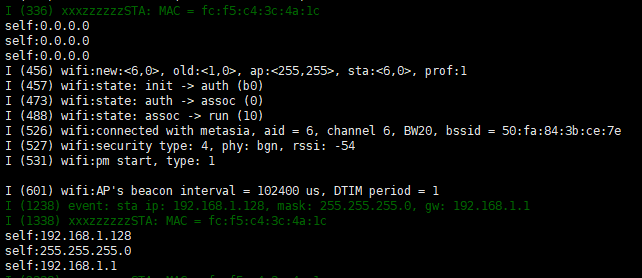 I (336) xxxzzzzzzSTA: MAC = fc:f5:c4:3c:4a:1c
self:0.0.0.0
self:0.0.0.0
self:0.0.0.0
I (456) wifi:new:<6,0>, old:<1,0>, ap:<255,255>, sta:<6,0>, prof:1
I (457) wifi:state: init -> auth (b0)
I (473) wifi:state: auth -> assoc (0)
I (488) wifi:state: assoc -> run (10)
I (526) wifi:connected with metasia, aid = 6, channel 6, BW20, bssid = 50:fa:84:3b:ce:7e
I (527) wifi:security type: 4, phy: bgn, rssi: -54
I (531) wifi:pm start, type: 1
I (601) wifi:AP's beacon interval = 102400 us, DTIM period = 1
I (1238) event: sta ip: 192.168.1.128, mask: 255.255.255.0, gw: 192.168.1.1
I (1338) xxxzzzzzzSTA: MAC = fc:f5:c4:3c:4a:1c
self:192.168.1.128
self:255.255.255.0
self:192.168.1.1